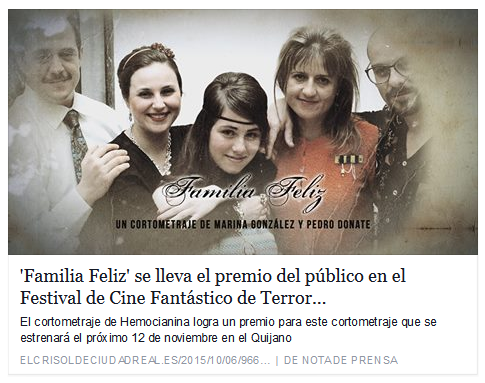 Familia Feliz
UN CORTOMETRAJE DE MARINA GONZÁLEZ Y PEDRO DONATE
'Familia Feliz' se lleva el premio del público en el
Festival de Cine Fantástico de Terror...
El cortometraje de Hemocianina logra un premio para este cortometraje que se
estrenará el próximo 12 de noviembre en el Quijano
ELCRISOLDECIUDADREAL.ES/2015/10/06/966... | DE NOTADE PRENSA